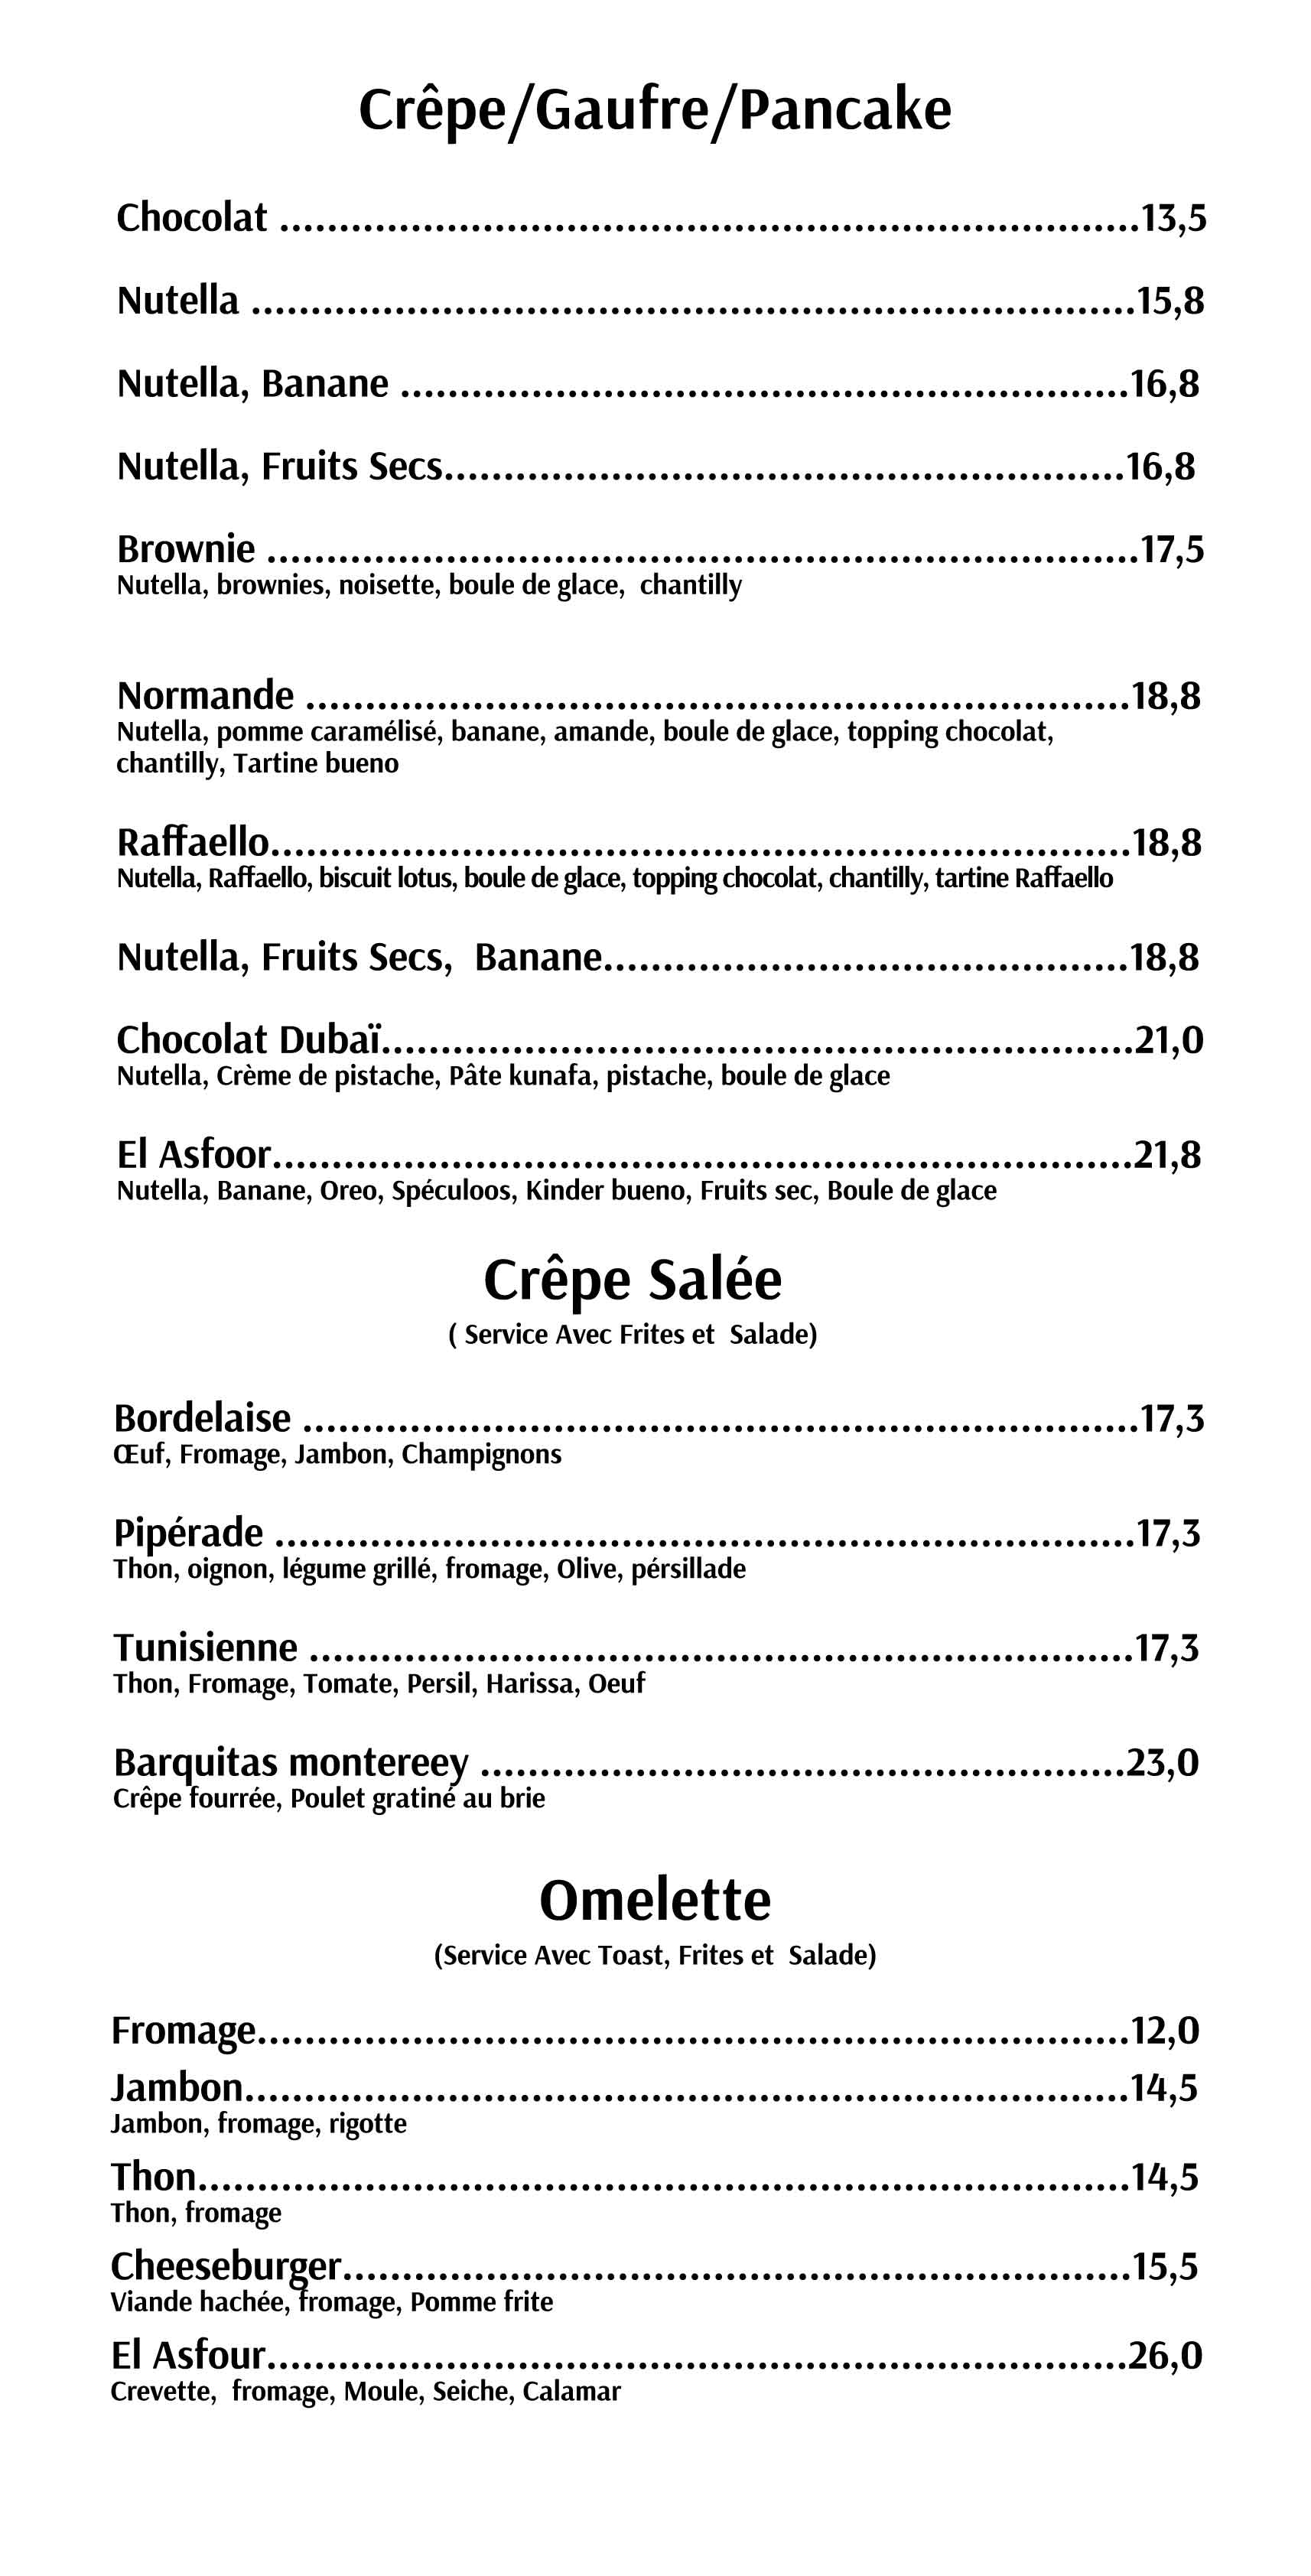 Crêpe/Gaufre/Pancake
Chocolat ........................................................................13,5
Nutella ..........................................................................15,8
Nutella, Banane .............................................................16,8
Nutella, Fruits Secs.........................................................16,8
Brownie .........................................................................17,5
Nutella, brownies, noisette, boule de glace,  chantilly
Normande .....................................................................18,8
Nutella, pomme caramélisé, banane, amande, boule de glace, topping chocolat,
chantilly, Tartine bueno
Raffaello........................................................................18,8
Nutella, Raffaello, biscuit lotus, boule de glace, topping chocolat, chantilly, tartine Raffaello
Nutella, Fruits Secs,  Banane............................................18,8
Chocolat Dubaï...............................................................21,0
Nutella, Crème de pistache, Pâte kunafa, pistache, boule de glace
El Asfoor........................................................................21,8
Nutella, Banane, Oreo, Spéculoos, Kinder bueno, Fruits sec, Boule de glace
Crêpe Salée
( Service Avec Frites et  Salade)
Bordelaise ......................................................................17,3
Œuf, Fromage, Jambon, Champignons
Pipérade ........................................................................17,3
Thon, oignon, légume grillé, fromage, Olive, pérsillade
Tunisienne .....................................................................17,3
Thon, Fromage, Tomate, Persil, Harissa, Oeuf
Barquitas montereey ......................................................23,0
Crêpe fourrée, Poulet gratiné au brie
Omelette
(Service Avec Toast, Frites et  Salade)
Fromage.........................................................................12,0
Jambon..........................................................................14,5
Jambon, fromage, rigotte
Thon..............................................................................14,5
Thon, fromage
Cheeseburger..................................................................15,5
Viande hachée, fromage, Pomme frite
El Asfour........................................................................26,0
Crevette,  fromage, Moule, Seiche, Calamar